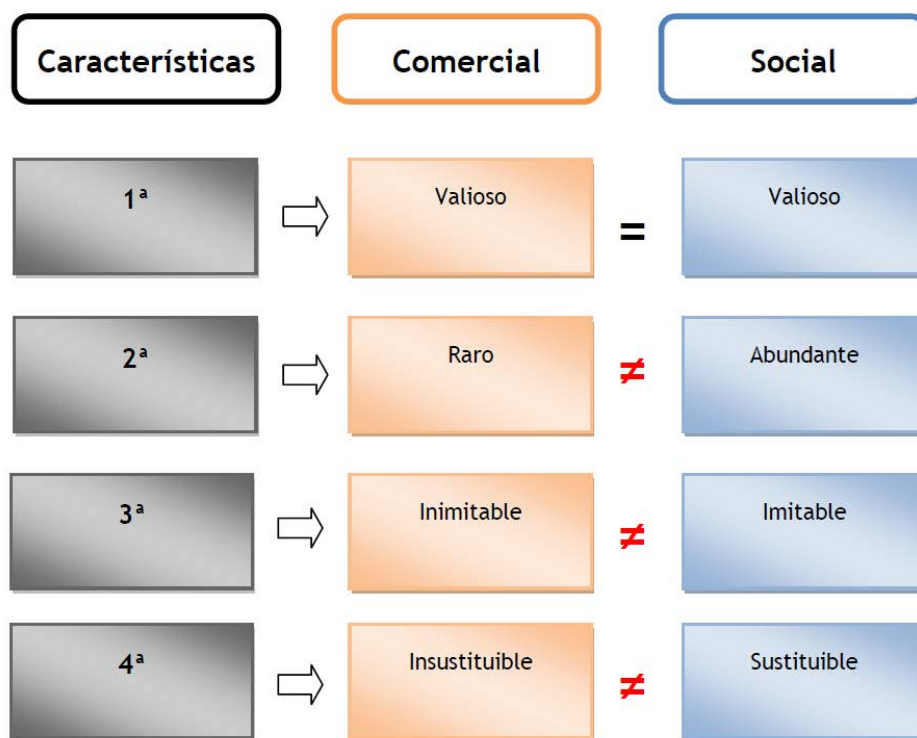 Características Comercial Social
1ª Valioso = Valioso
2ª Raro ≠ Abundante
3ª Inimitable ≠ Imitable
4ª Insustituible ≠ Sustituible